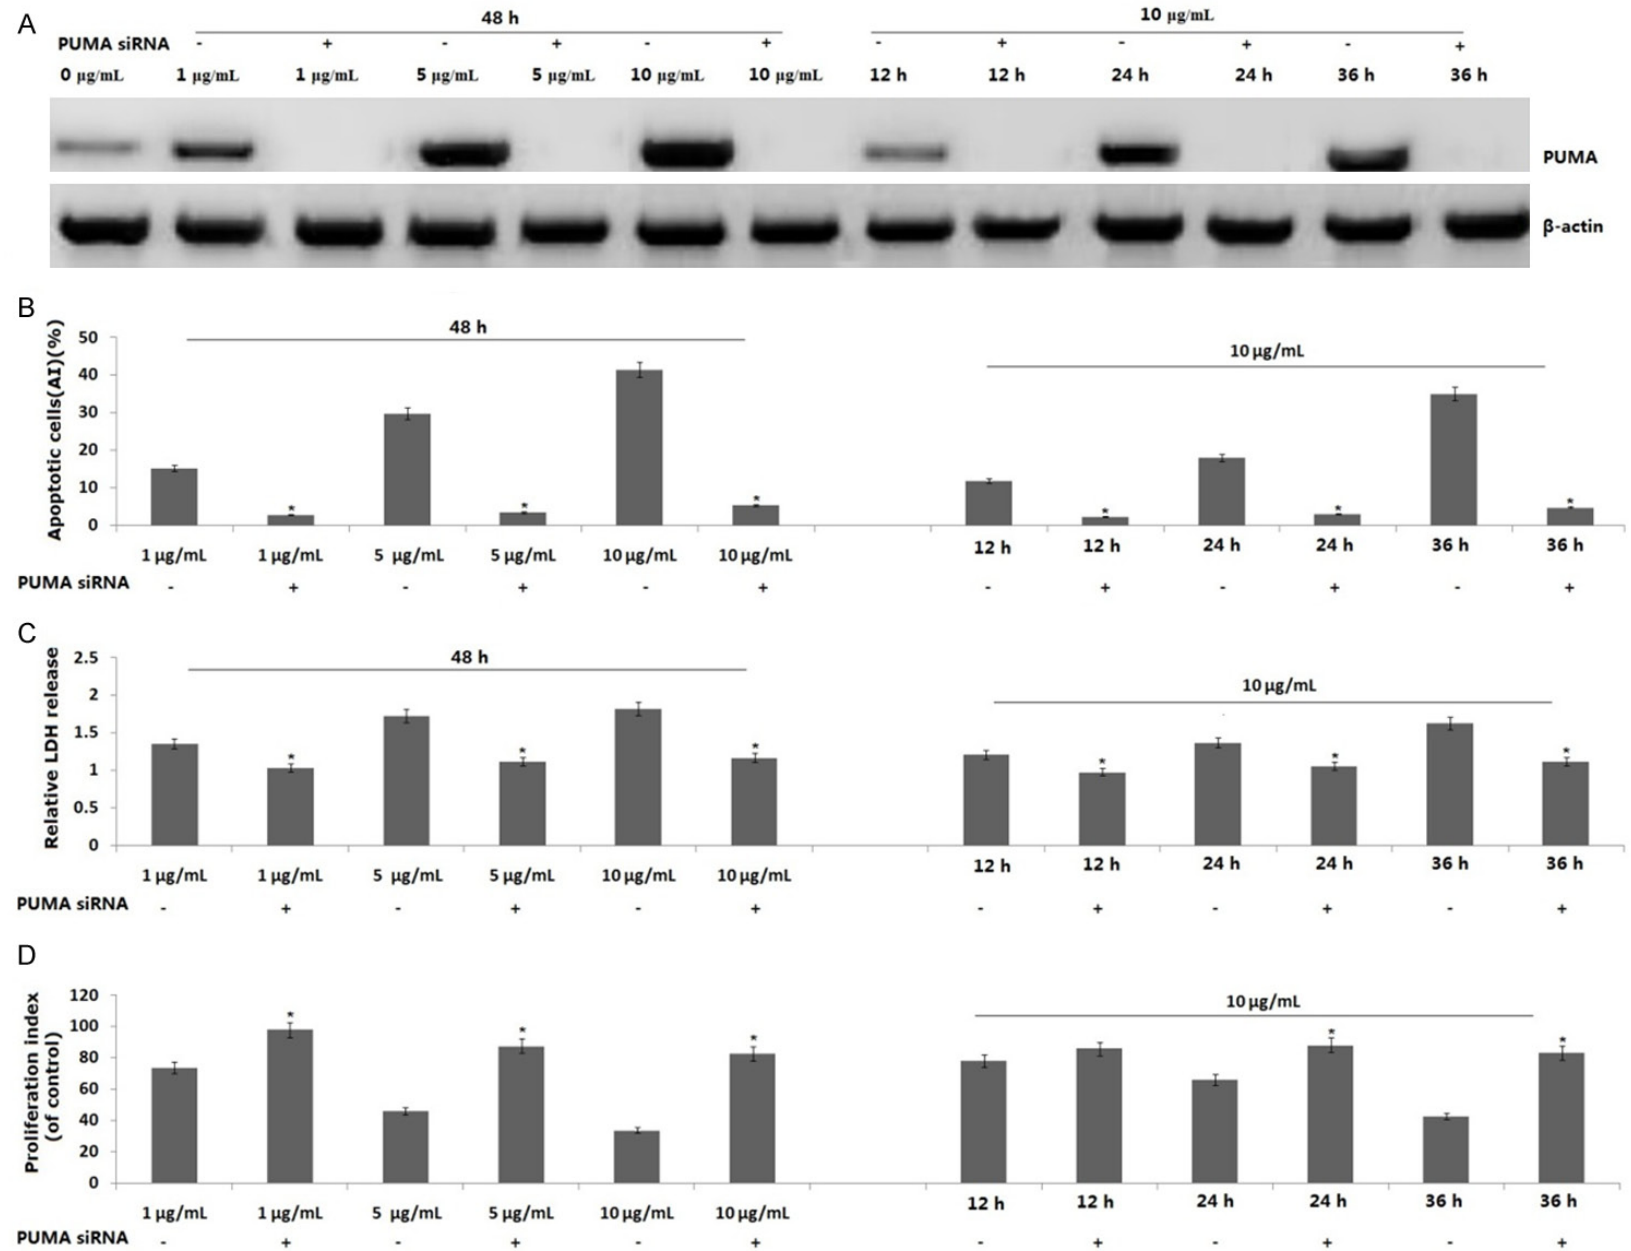 A
48 h
10 μg/mL
PUMA siRNA - + - + - + - + - + - +
0 μg/mL 1 μg/mL 1 μg/mL 5 μg/mL 5 μg/mL 10 μg/mL 10 μg/mL 12 h 12 h 24 h 24 h 36 h 36 h
PUMA
β-actin
B
Apoptotic cells(AI)(%)
50
40
30
20
10
0
48 h
10 μg/mL
* * * * * *
1 μg/mL 1 μg/mL 5 μg/mL 5 μg/mL 10 μg/mL 10 μg/mL 12 h 12 h 24 h 24 h 36 h 36 h
PUMA siRNA - + - + - + - + - + - +
C
Relative LDH release
2.5
2
1.5
1
0.5
0
48 h
10 μg/mL
* * * * * *
1 μg/mL 1 μg/mL 5 μg/mL 5 μg/mL 10 μg/mL 10 μg/mL 12 h 12 h 24 h 24 h 36 h 36 h
PUMA siRNA - + - + - + - + - + - +
D
Proliferation index
(of control)
120
100
80
60
40
20
0
10 μg/mL
* * * * *
1 μg/mL 1 μg/mL 5 μg/mL 5 μg/mL 10 μg/mL 10 μg/mL 12 h 12 h 24 h 24 h 36 h 36 h
PUMA siRNA - + - + - + - + - + - +